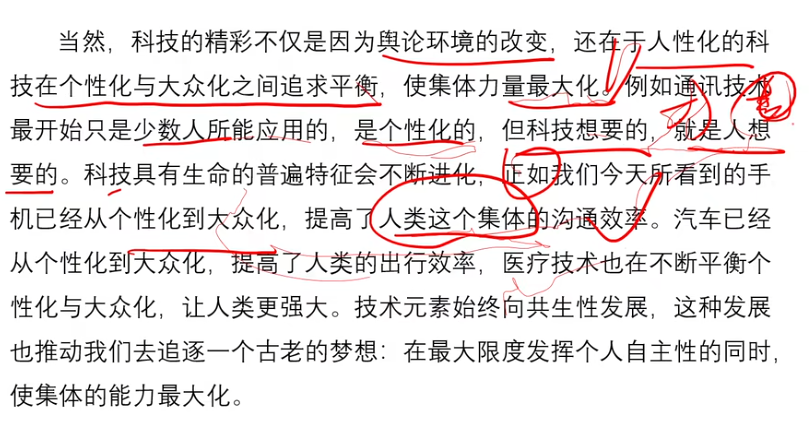 当然，科技的精彩不仅是因为舆论环境的改变，还在于人性化的科
技在个性化与大众化之间追求平衡，使集体力量最大化。例如通讯技术
最开始只是少数人所能应用的，是个性化的，但科技想要的，就是人想
要的。科技具有生命的普遍特征会不断进化，正如我们今天所看到的手
机已经从个性化到大众化，提高了人类这个集体的沟通效率。汽车已经
从个性化到大众化，提高了人类的出行效率，医疗技术也在不断平衡个
性化与大众化，让人类更强大。技术元素始终向共生性发展，这种发展
也推动我们去追逐一个古老的梦想：在最大限度发挥个人自主性的同时，
使集体的能力最大化。